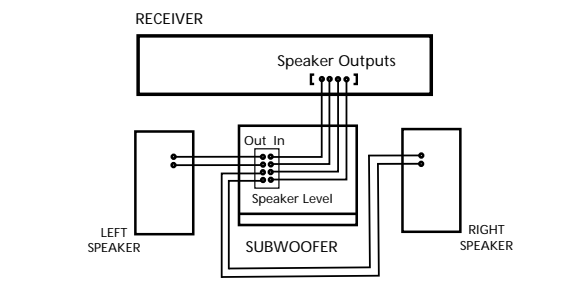 RECEIVER
Speaker Outputs
Out In
Speaker Level
LEFT
SPEAKER
SUBWOOFER
RIGHT
SPEAKER